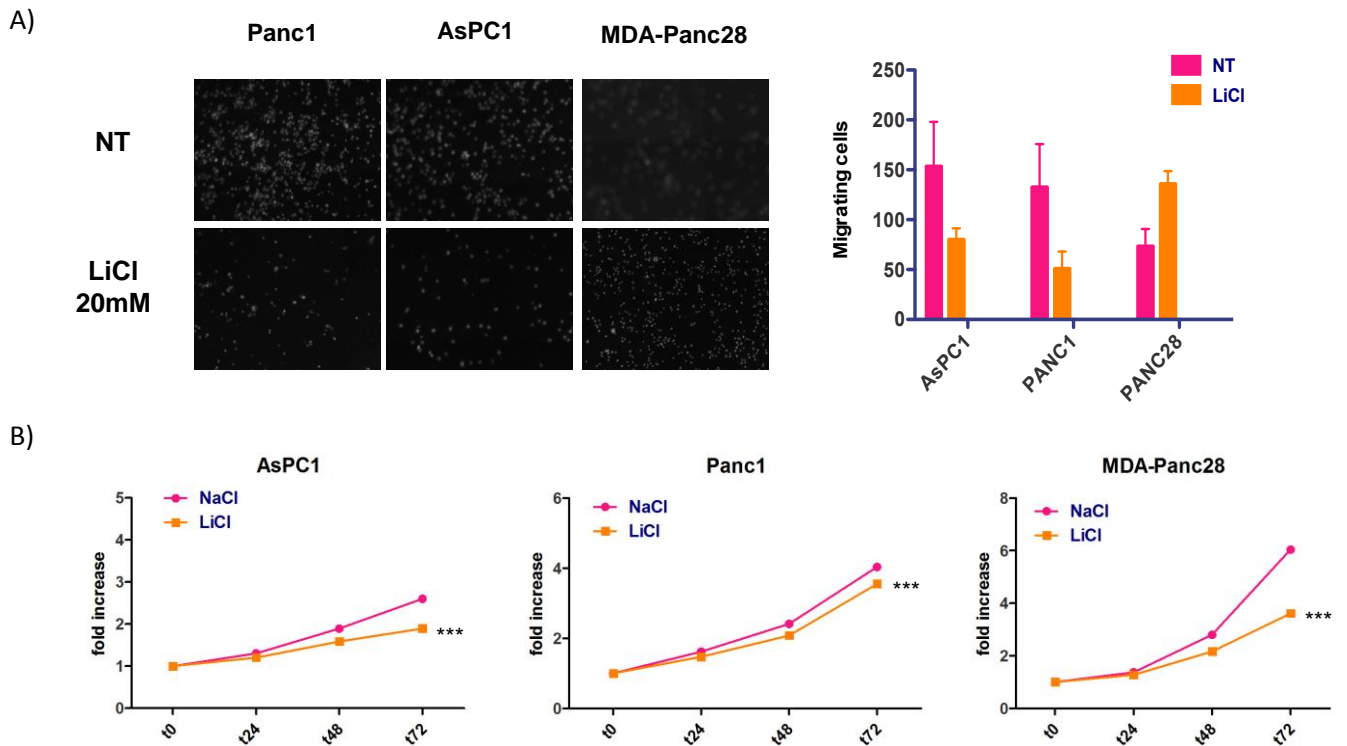 A)
Panc1 AsPC1 MDA-Panc28
NT
LiCl
20mM
NT
LiCl
Migrating cells
250
200
150
100
50
0
AsPC1 PANC1 PANC28
B)
AsPC1
NaCl
LiCl
fold increase
5
4
3
2
1
0
***
t0 t24 t48 t72
Panc1
NaCl
LiCl
fold increase
6
4
2
0
***
t0 t24 t48 t72
MDA-Panc28
NaCl
LiCl
fold increase
8
6
4
2
0
***
t0 t24 t48 t72